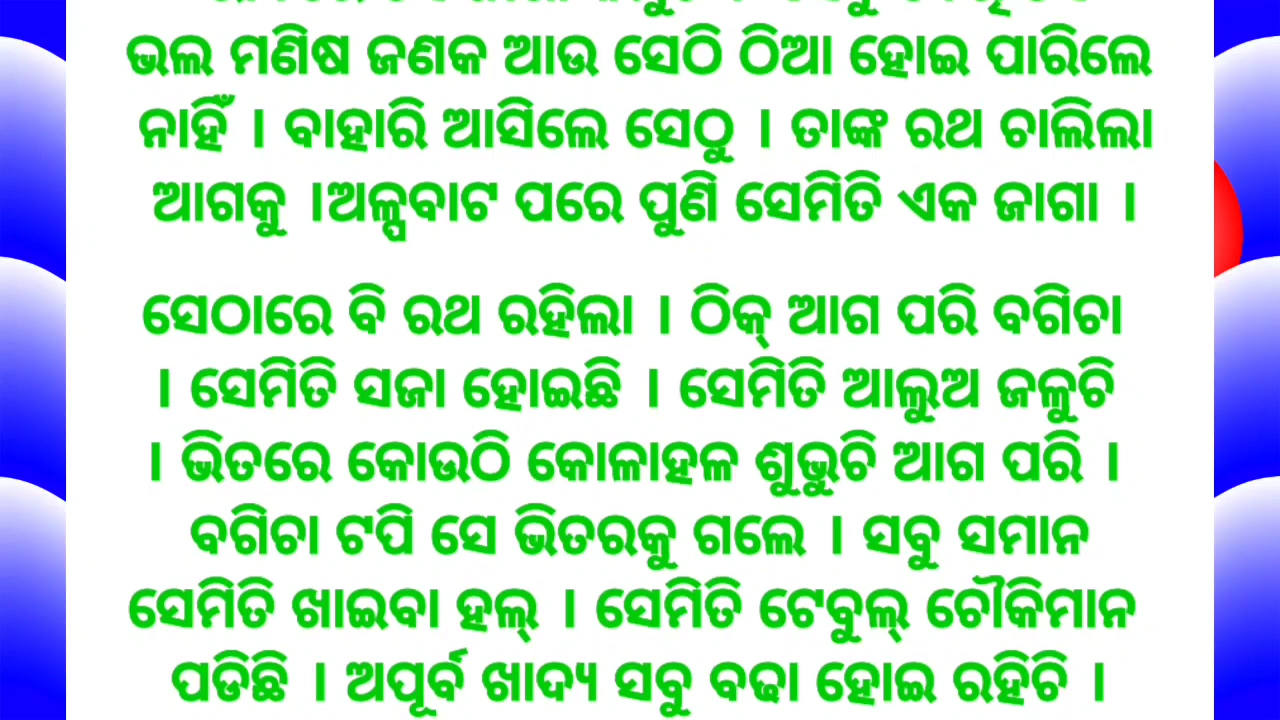 ଭଲ ମଣିଷ ଜଣକ ଆଉ ସେଠି ଠିଆ ହୋଇ ପାରିଲେ
ନାହିଁ । ବାହାରି ଆସିଲେ ସେଠୁ । ତାଙ୍କ ରଥ ଚାଲିଲା
ଆଗକୁ ।ଅଳ୍ପବାଟ ପରେ ପୁଣି ସେମିତି ଏକ ଜାଗା ।
ସେଠାରେ ବି ରଥ ରହିଲା । ଠିକ୍ ଆଗ ପରି ବଗିଚା
। ସେମିତି ସଜା ହୋଇଛି । ସେମିତି ଆଲୁଅ ଜଳୁଚି
। ଭିତରେ କୋଉଠି କୋଳାହଳ ଶୁଭୁଚି ଆଗ ପରି ।
ବଗିଚା ଟପି ସେ ଭିତରକୁ ଗଲେ । ସବୁ ସମାନ
ସେମିତି ଖାଇବା ହଲ୍ । ସେମିତି ଟେବୁଲ୍ ଚୌକିମାନ
ପଡିଛି । ଅପୂର୍ବ ଖାଦ୍ୟ ସବୁ ବଢା ହୋଇ ରହିଚି ।